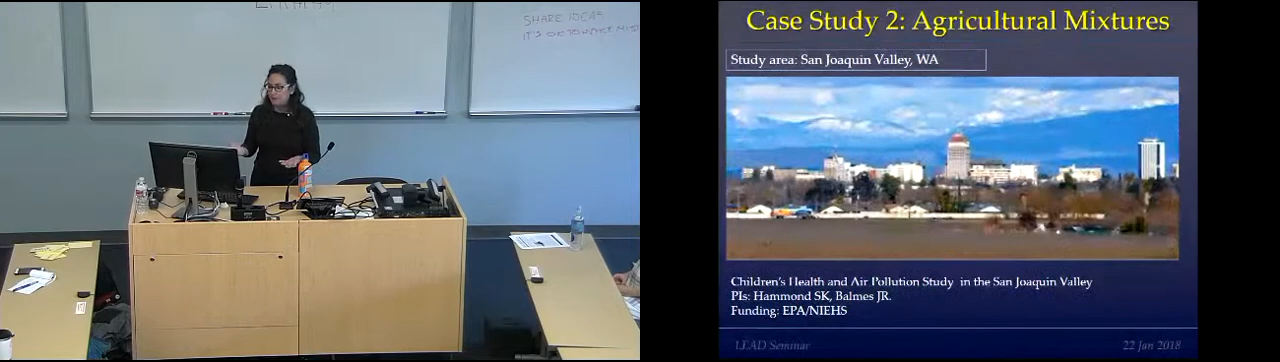 SHARE IDEAS
Case Study 2: Agricultural Mixtures
Study area: San Joaquin Valley, WA
Children's Health and Air Pollution Study in the San Joaquin Valley
PIs: Hammond SK, Balmes JR.
Funding: EPA/NIEHS
LEAD Seminar
22 Jan 2018